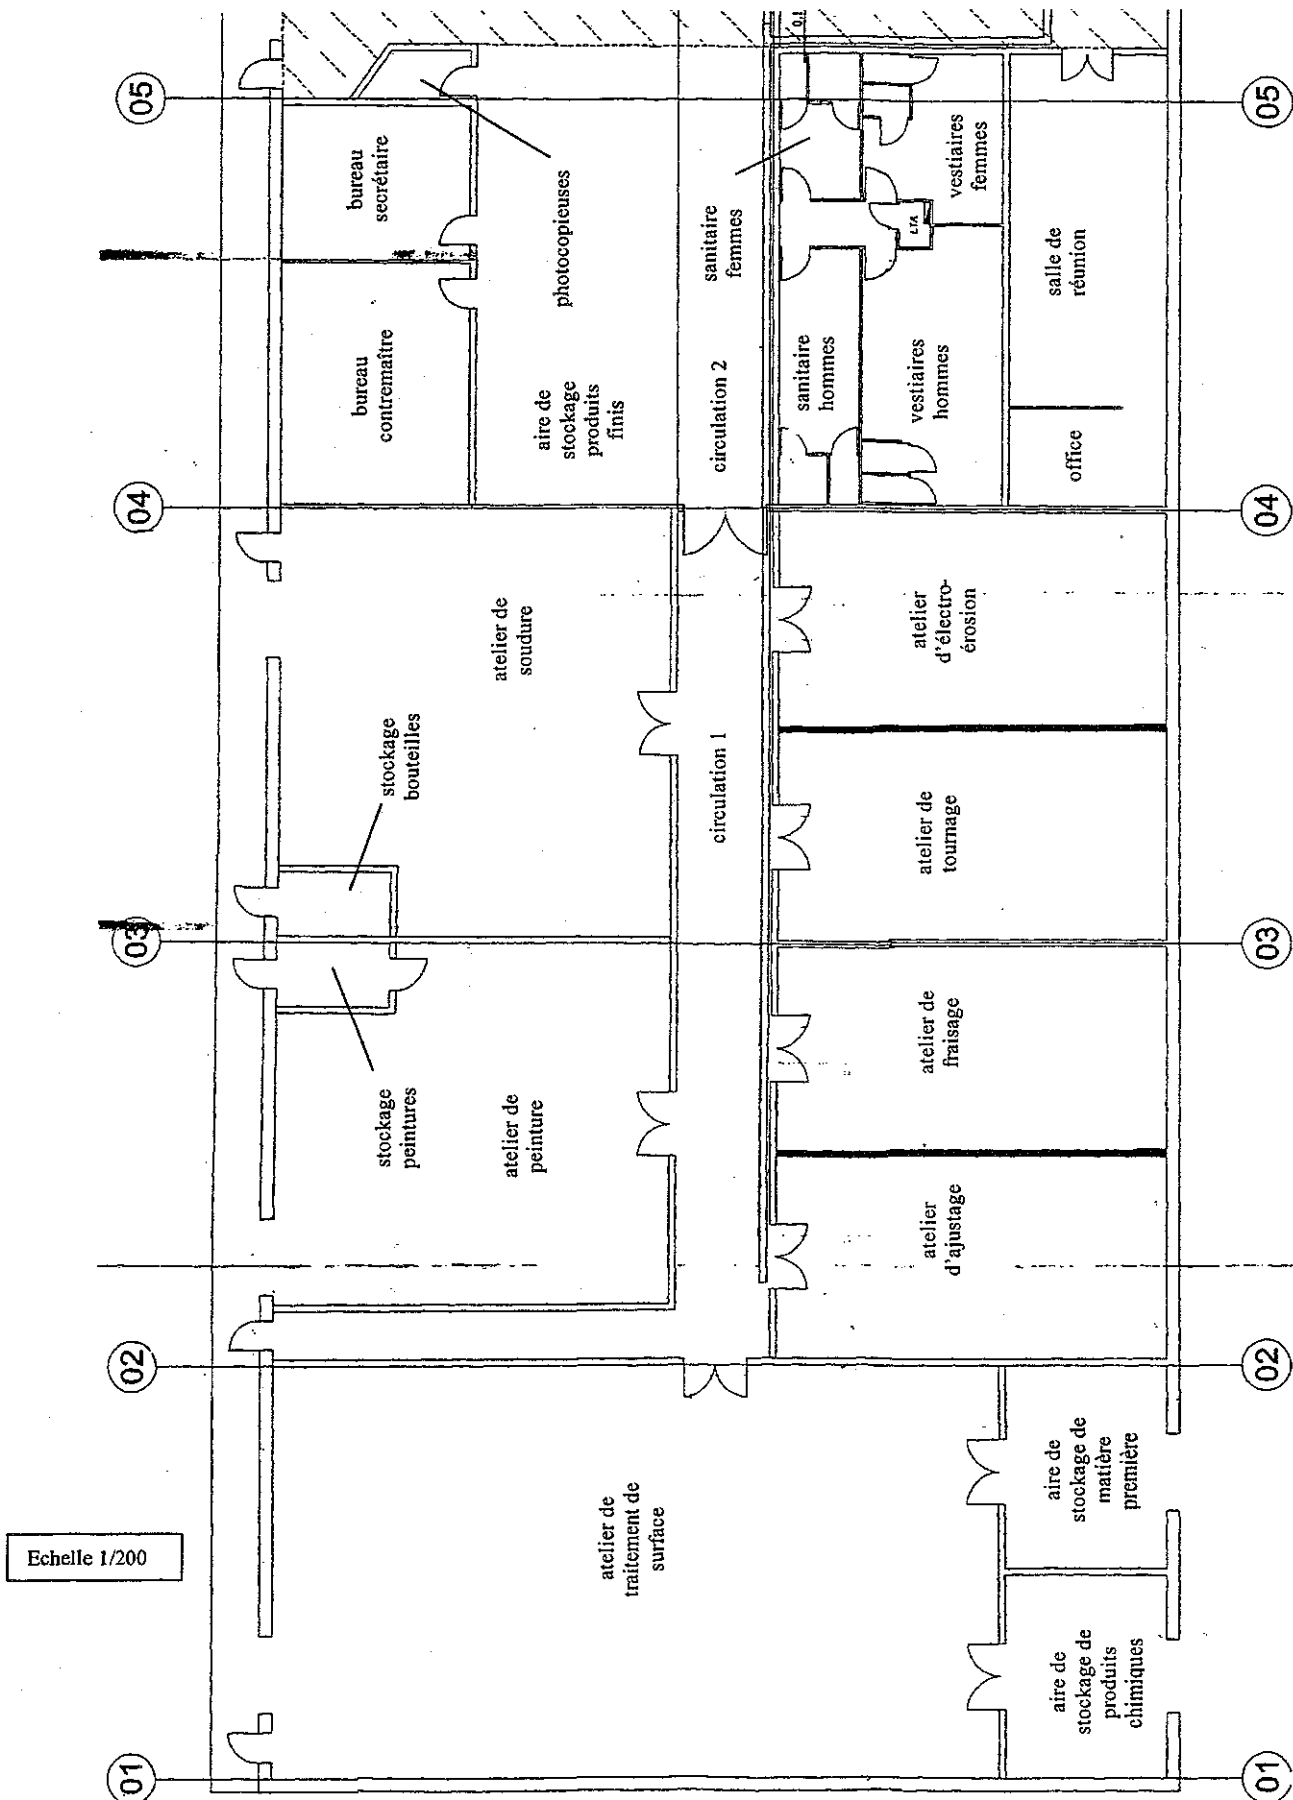 Echelle 1/200
01
02
03
04
05
01
02
03
04
05
bureau
secrétaire
bureau
contremaître
photocopieuses
aire de
stockage
produits
finis
sanitaire
femmes
circulation 2
sanitaire
hommes
vestiaires
femmes
LTA
vestiaires
hommes
salle de
réunion
office
atelier de
soudure
stockage
bouteilles
circulation 1
atelier
d'électro-
érosion
atelier de
tournage
stockage
peintures
atelier de
peinture
atelier de
fraisage
atelier
d'ajustage
atelier de
traitement de
surface
aire de
stockage de
matière
première
aire de
stockage de
produits
chimiques